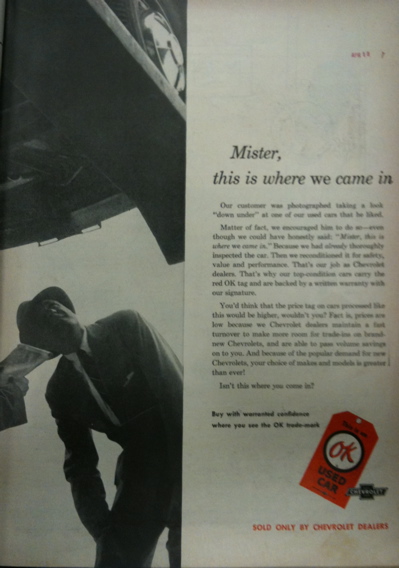 Mister,
this is where we came in
Our customer was photographed taking a look
"down under" at one of our used cars that he liked.
Matter of fact, we encouraged him to do so—even
though we could have honestly said: "Mister, this is
where we came in." Because we had already thoroughly
inspected the car. Then we reconditioned it for safety,
value and performance. That's our job as Chevrolet
dealers. That's why our top-condition cars carry the
red OK tag and are backed by a written warranty with
our signature.
You'd think that the price tag on cars processed like
this would be higher, wouldn't you? Fact is, prices are
low because we Chevrolet dealers maintain a fast
turnover to make more room for trade-ins on brand-
new Chevrolets, and are able to pass volume savings
on to you. And because of the popular demand for new
Chevrolets, your choice of makes and models is greater
than ever!
Isn't this where you come in?
Buy with warranted confidence
where you see the OK trade-mark
This is an
OK
USED
CAR
CHEVROLET
SOLD ONLY BY CHEVROLET DEALERS